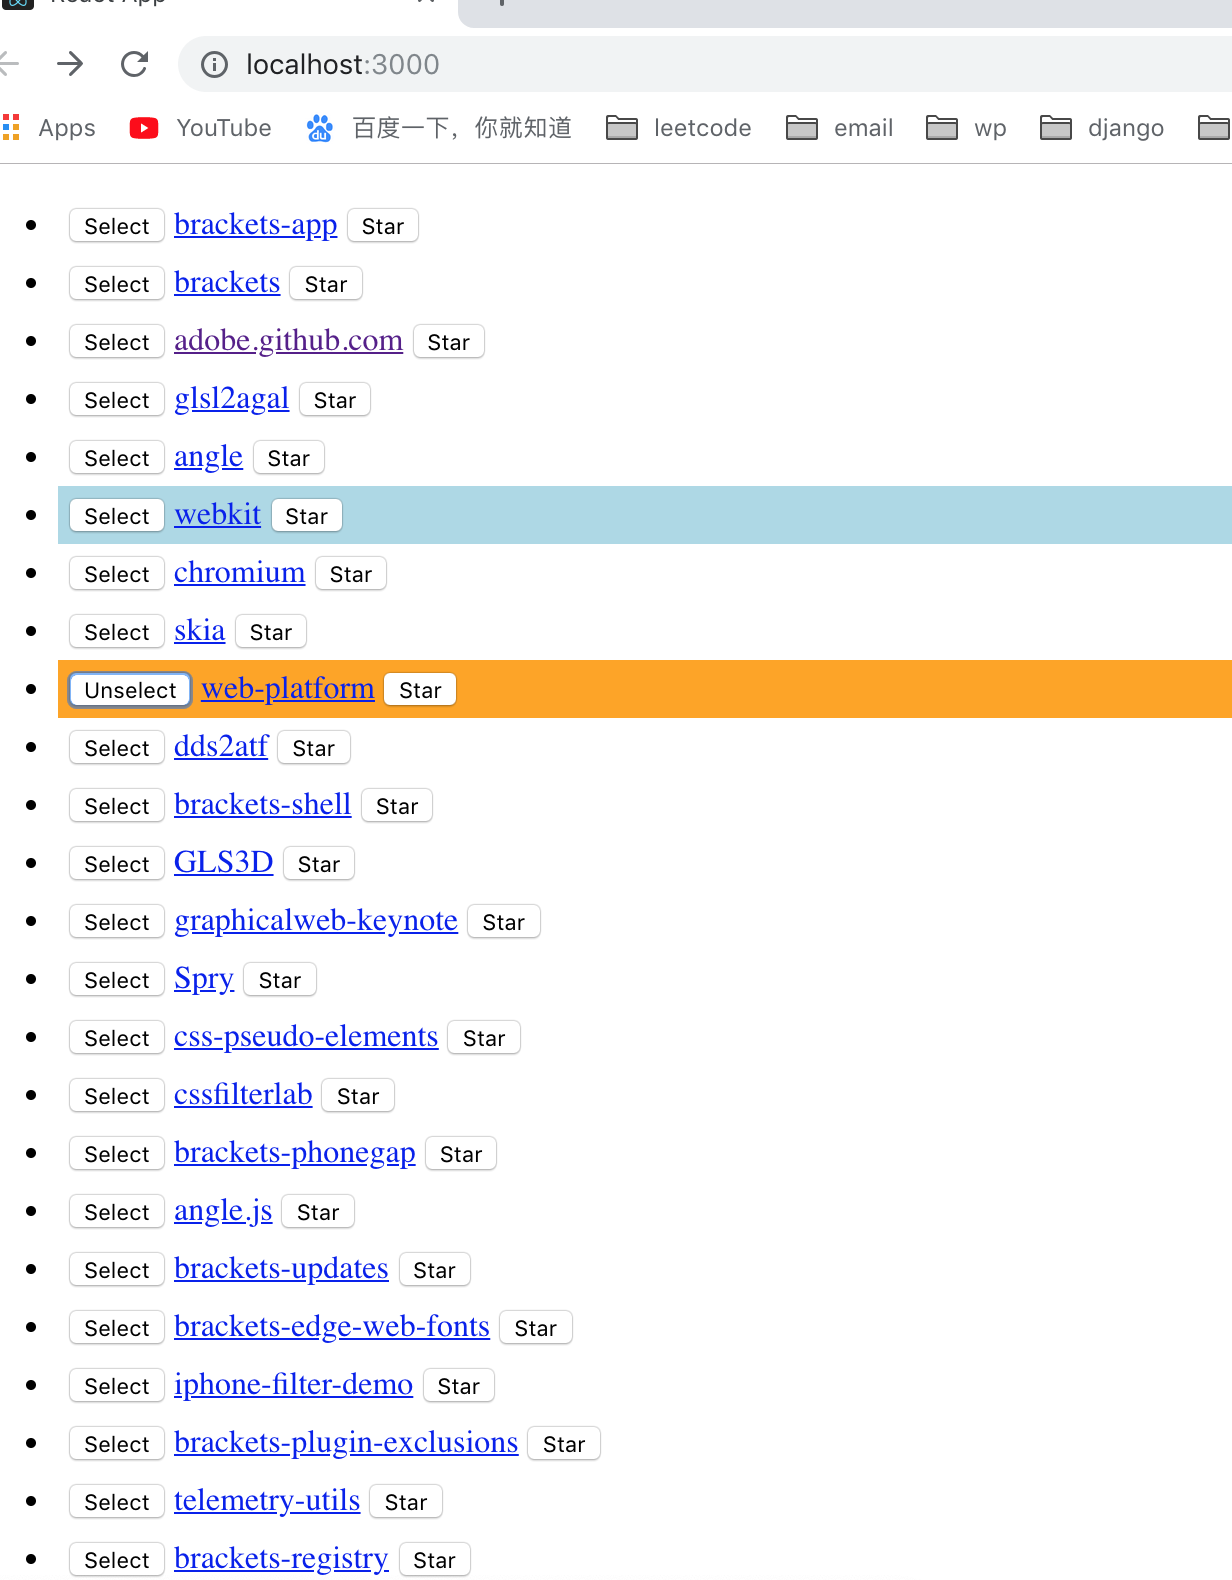 React App
localhost:3000
Apps YouTube 百度一下，你就知道 leetcode email wp django
Select brackets-app Star
Select brackets Star
Select adobe.github.com Star
Select glsl2agal Star
Select angle Star
Select webkit Star
Select chromium Star
Select skia Star
Unselect web-platform Star
Select dds2atf Star
Select brackets-shell Star
Select GLS3D Star
Select graphicalweb-keynote Star
Select Spry Star
Select css-pseudo-elements Star
Select cssfilterlab Star
Select brackets-phonegap Star
Select angle.js Star
Select brackets-updates Star
Select brackets-edge-web-fonts Star
Select iphone-filter-demo Star
Select brackets-plugin-exclusions Star
Select telemetry-utils Star
Select brackets-registry Star